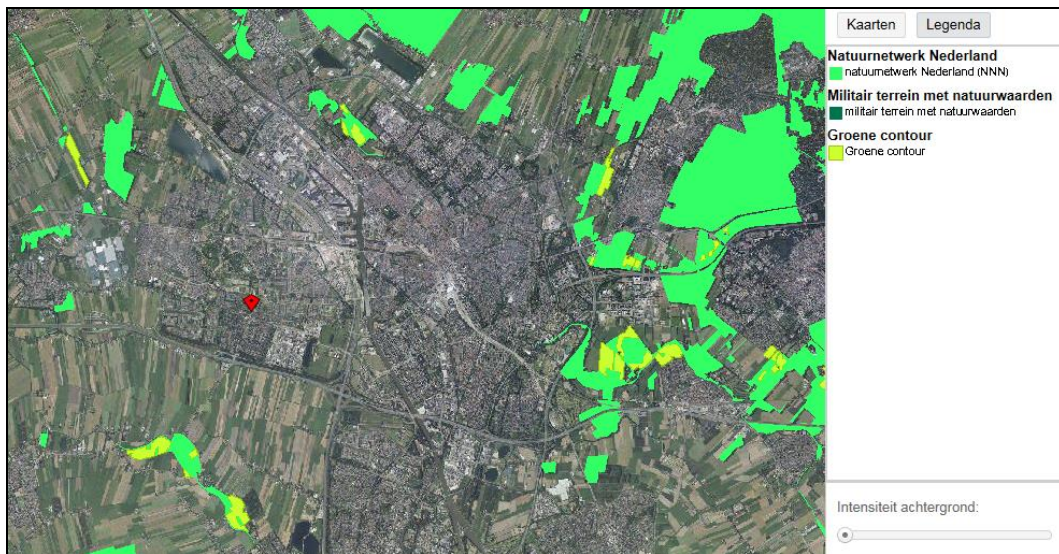 Kaarten
Legenda
Natuurnetwerk Nederland
natuurnetwerk Nederland (NNN)
Militair terrein met natuurwaarden
militair terrein met natuurwaarden
Groene contour
Groene contour
Intensiteit achtergrond: